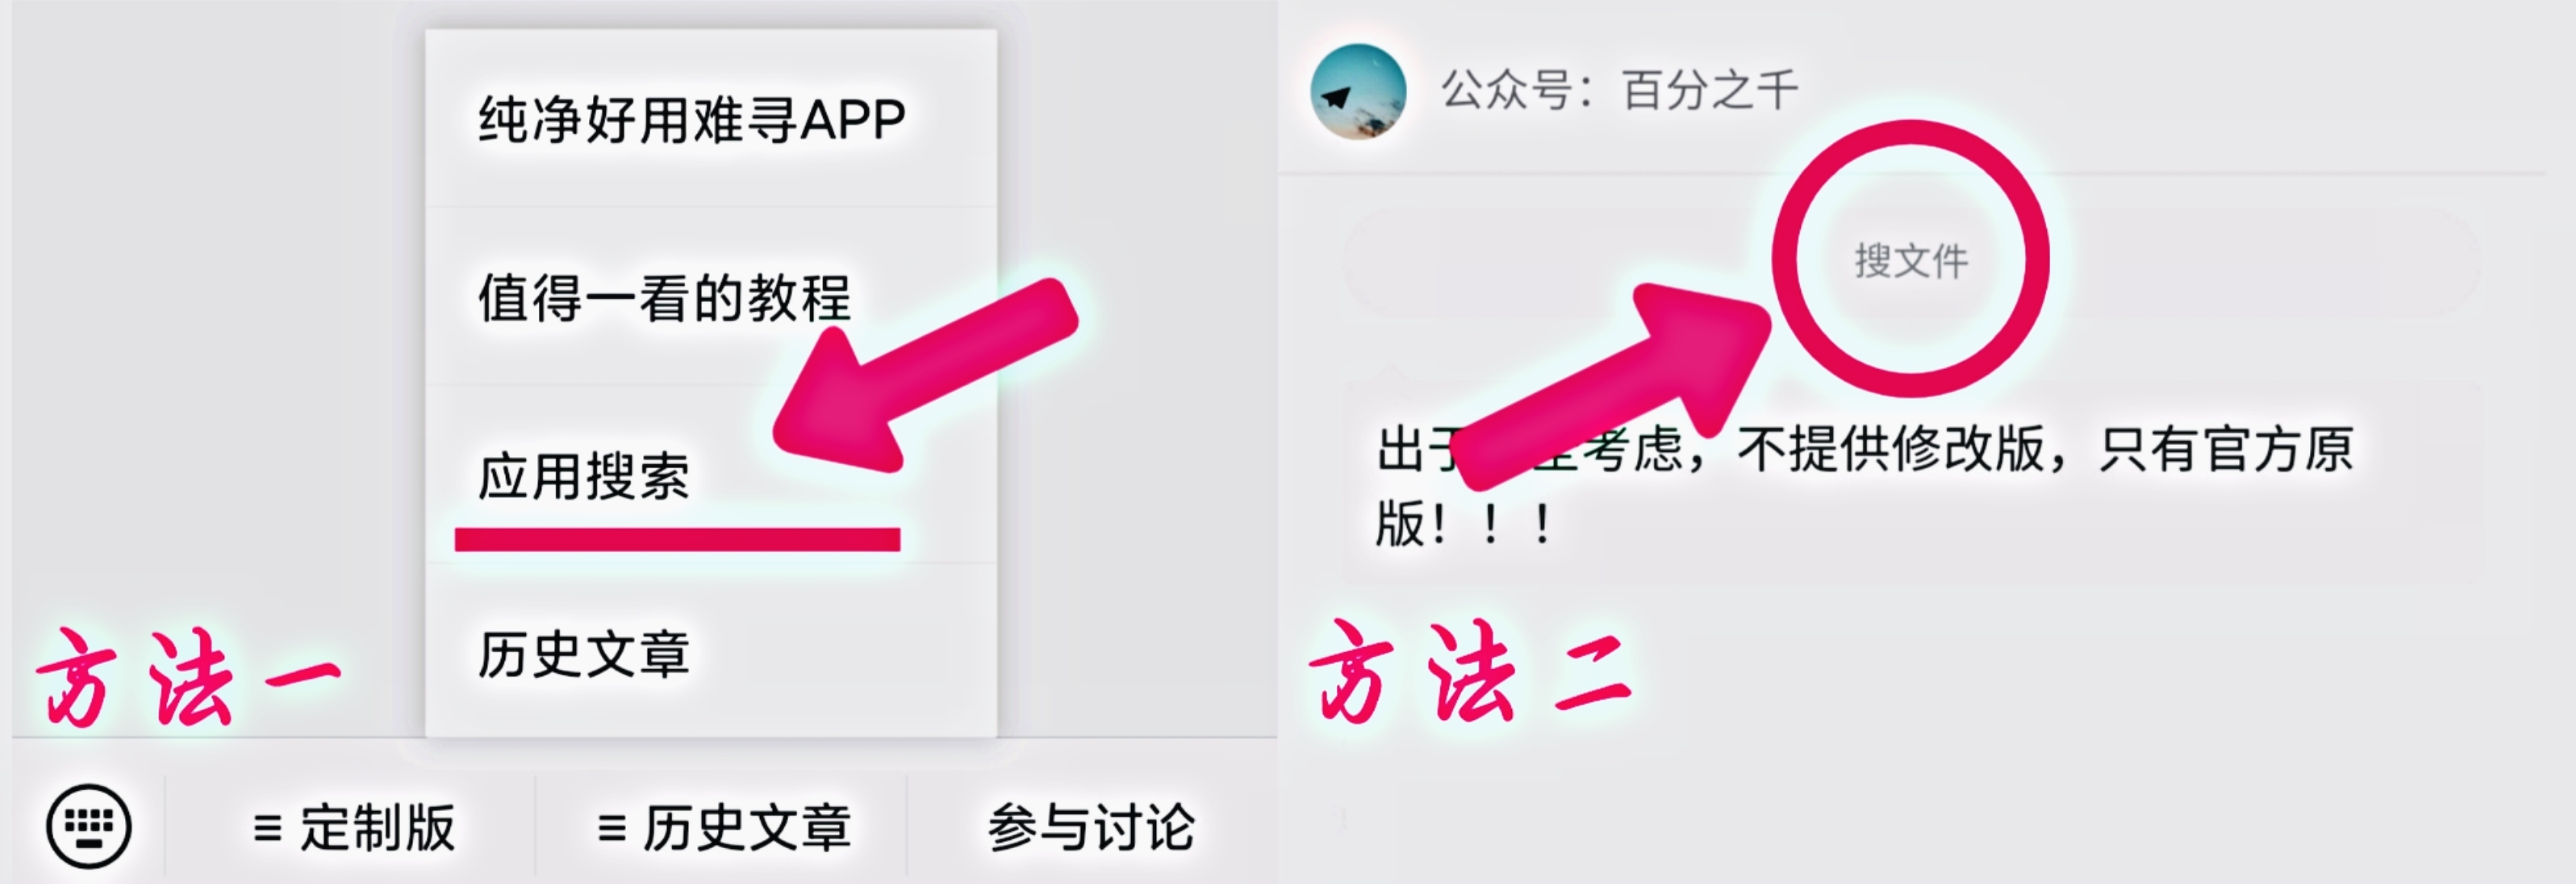 纯净好用难寻APP
值得一看的教程
应用搜索
历史文章
方法一
≡ 定制版
≡ 历史文章
参与讨论
公众号：百分之千
搜文件
出于考虑，不提供修改版，只有官方原
版！！！
方法二